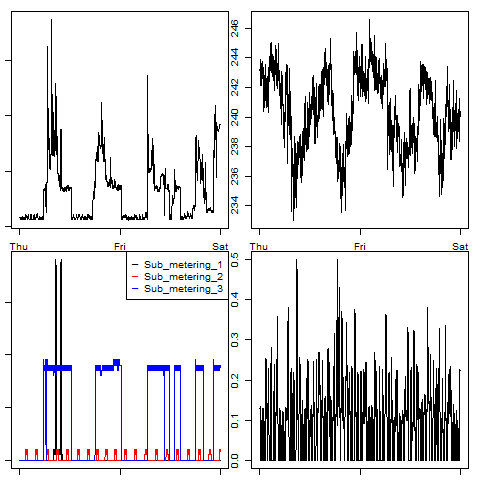 246
244
242
240
238
236
234
Thu Fri Sat
Thu Fri Sat
Sub_metering_1
Sub_metering_2
Sub_metering_3
0.5
0.4
0.3
0.2
0.1
0.0